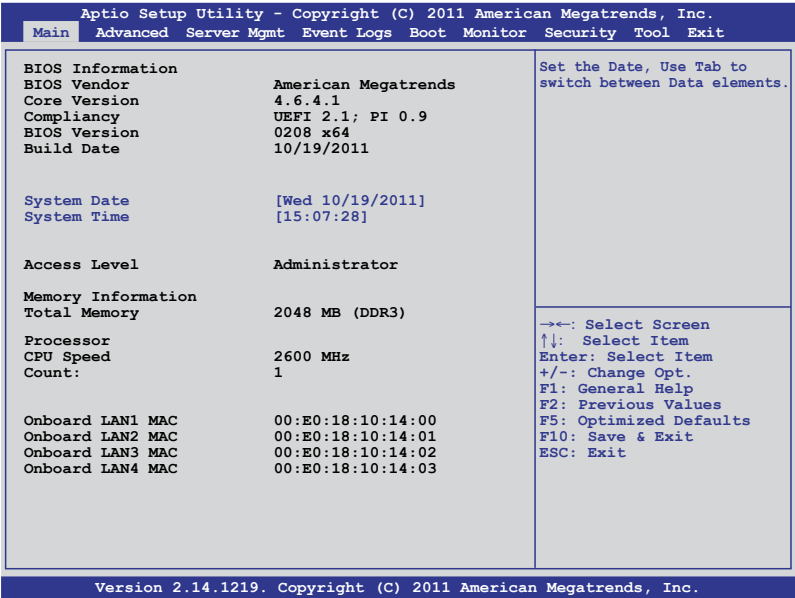 Aptio Setup Utility - Copyright (C) 2011 American Megatrends, Inc.
Main Advanced Server Mgmt Event Logs Boot Monitor Security Tool Exit
BIOS Information
BIOS Vendor American Megatrends
Core Version 4.6.4.1
Compliancy UEFI 2.1; PI 0.9
BIOS Version 0208 x64
Build Date 10/19/2011
System Date [Wed 10/19/2011]
System Time [15:07:28]
Access Level Administrator
Memory Information
Total Memory 2048 MB (DDR3)
Processor
CPU Speed 2600 MHz
Count: 1
Onboard LAN1 MAC 00:E0:18:10:14:00
Onboard LAN2 MAC 00:E0:18:10:14:01
Onboard LAN3 MAC 00:E0:18:10:14:02
Onboard LAN4 MAC 00:E0:18:10:14:03
Set the Date, Use Tab to
switch between Data elements.
→←: Select Screen
↑↓: Select Item
Enter: Select Item
+/-: Change Opt.
F1: General Help
F2: Previous Values
F5: Optimized Defaults
F10: Save & Exit
ESC: Exit
Version 2.14.1219. Copyright (C) 2011 American Megatrends, Inc.